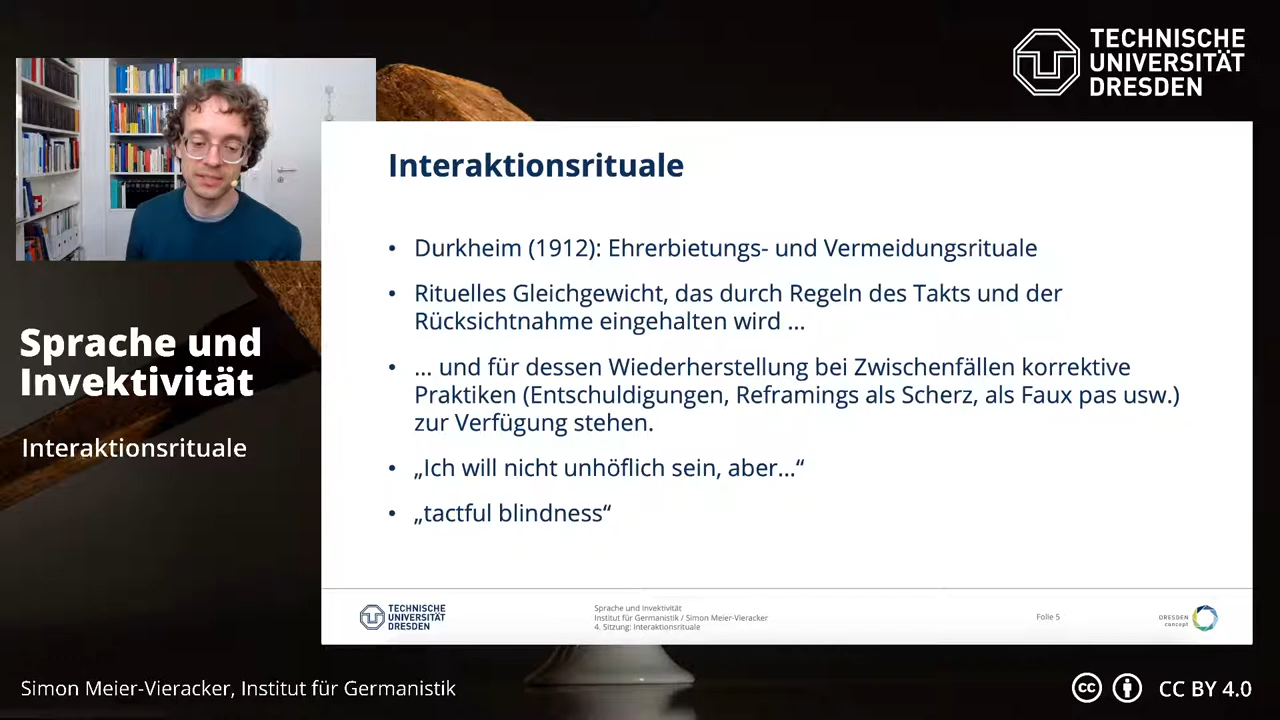 TECHNISCHE
UNIVERSITÄT
DRESDEN
Interaktionsrituale
• Durkheim (1912): Ehrerbietungs- und Vermeidungsrituale
• Rituelles Gleichgewicht, das durch Regeln des Takts und der
Rücksichtnahme eingehalten wird ...
• ... und für dessen Wiederherstellung bei Zwischenfällen korrektive
Praktiken (Entschuldigungen, Reframings als Scherz, als Faux pas usw.)
zur Verfügung stehen.
• „Ich will nicht unhöflich sein, aber...“
• „tactful blindness“
Sprache und
Invektivität
Interaktionsrituale
TECHNISCHE
UNIVERSITÄT
DRESDEN
Sprache und Invektivität
Institut für Germanistik / Simon Meier-Vieracker
4. Sitzung: Interaktionsrituale
Folie 5
DRESDEN
concept
Simon Meier-Vieracker, Institut für Germanistik
cc
CC BY 4.0